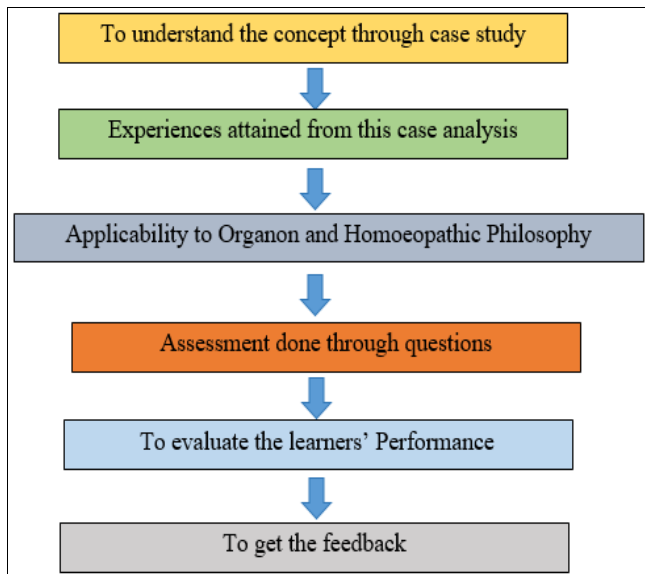 To understand the concept through case study
Experiences attained from this case analysis
Applicability to Organon and Homoeopathic Philosophy
Assessment done through questions
To evaluate the learners’ Performance
To get the feedback